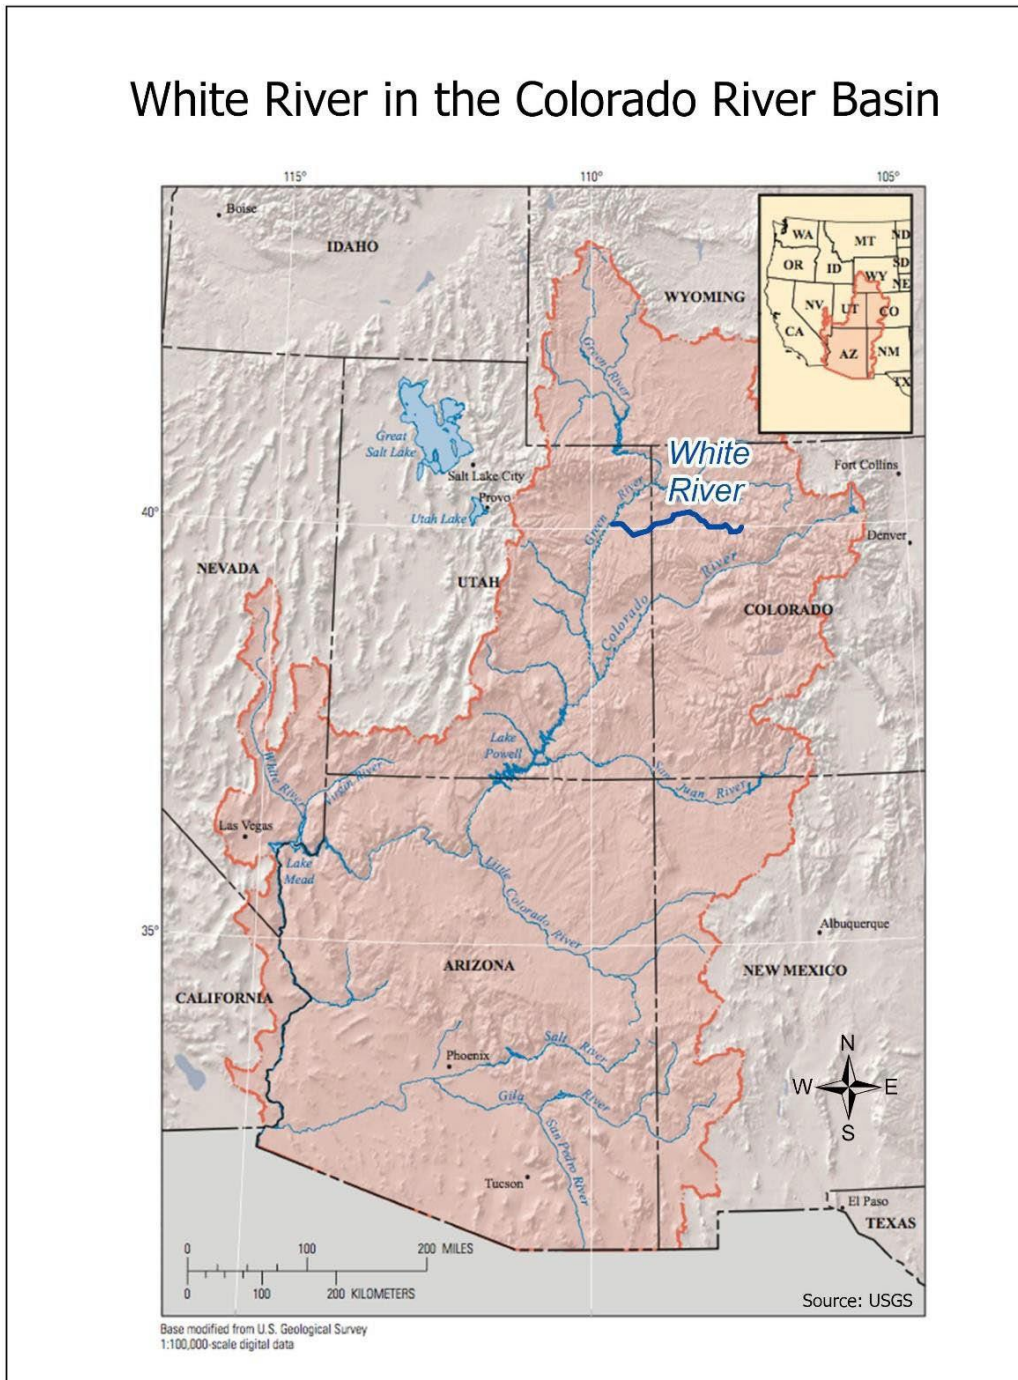 White River in the Colorado River Basin
115°
110°
105°
Boise
IDAHO
WYOMING
WA
MT
ND
OR
ID
SD
WY
NE
NV
UT
CO
CA
AZ
NM
TX
Green River
Great
Salt Lake
Salt Lake City
Provo
Utah Lake
White
River
Fort Collins
40°
Green River
Denver
NEVADA
UTAH
Colorado River
COLORADO
Lake
Powell
White River
Virgin River
San Juan River
Las Vegas
Lake
Mead
Little Colorado River
35°
Albuquerque
ARIZONA
NEW MEXICO
CALIFORNIA
Phoenix
Salt River
Gila River
San Pedro River
N
W E
S
Tucson
El Paso
TEXAS
0 100 200 MILES
0 100 200 KILOMETERS
Source: USGS
Base modified from U.S. Geological Survey
1:100,000-scale digital data